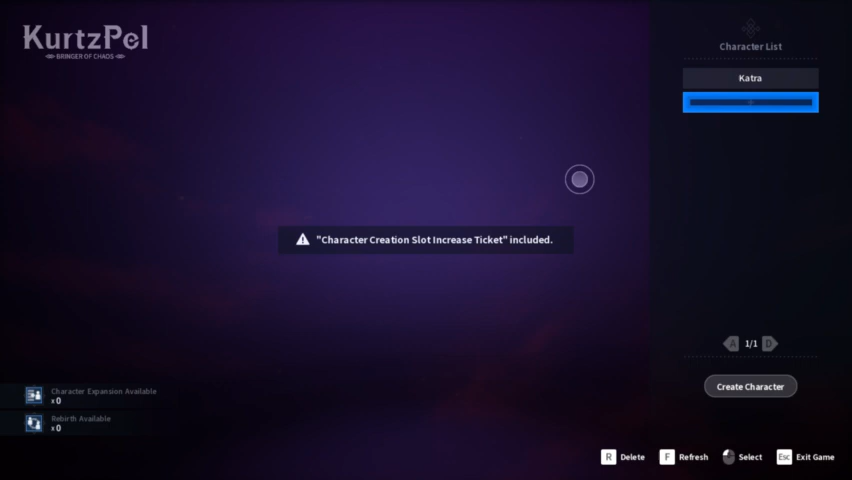 KurtzPel
BRINGER OF CHAOS
Character List
Katra
"Character Creation Slot Increase Ticket" included.
A 1/1 D
Create Character
Character Expansion Available
x 0
Rebirth Available
x 0
R Delete F Refresh Select Esc Exit Game